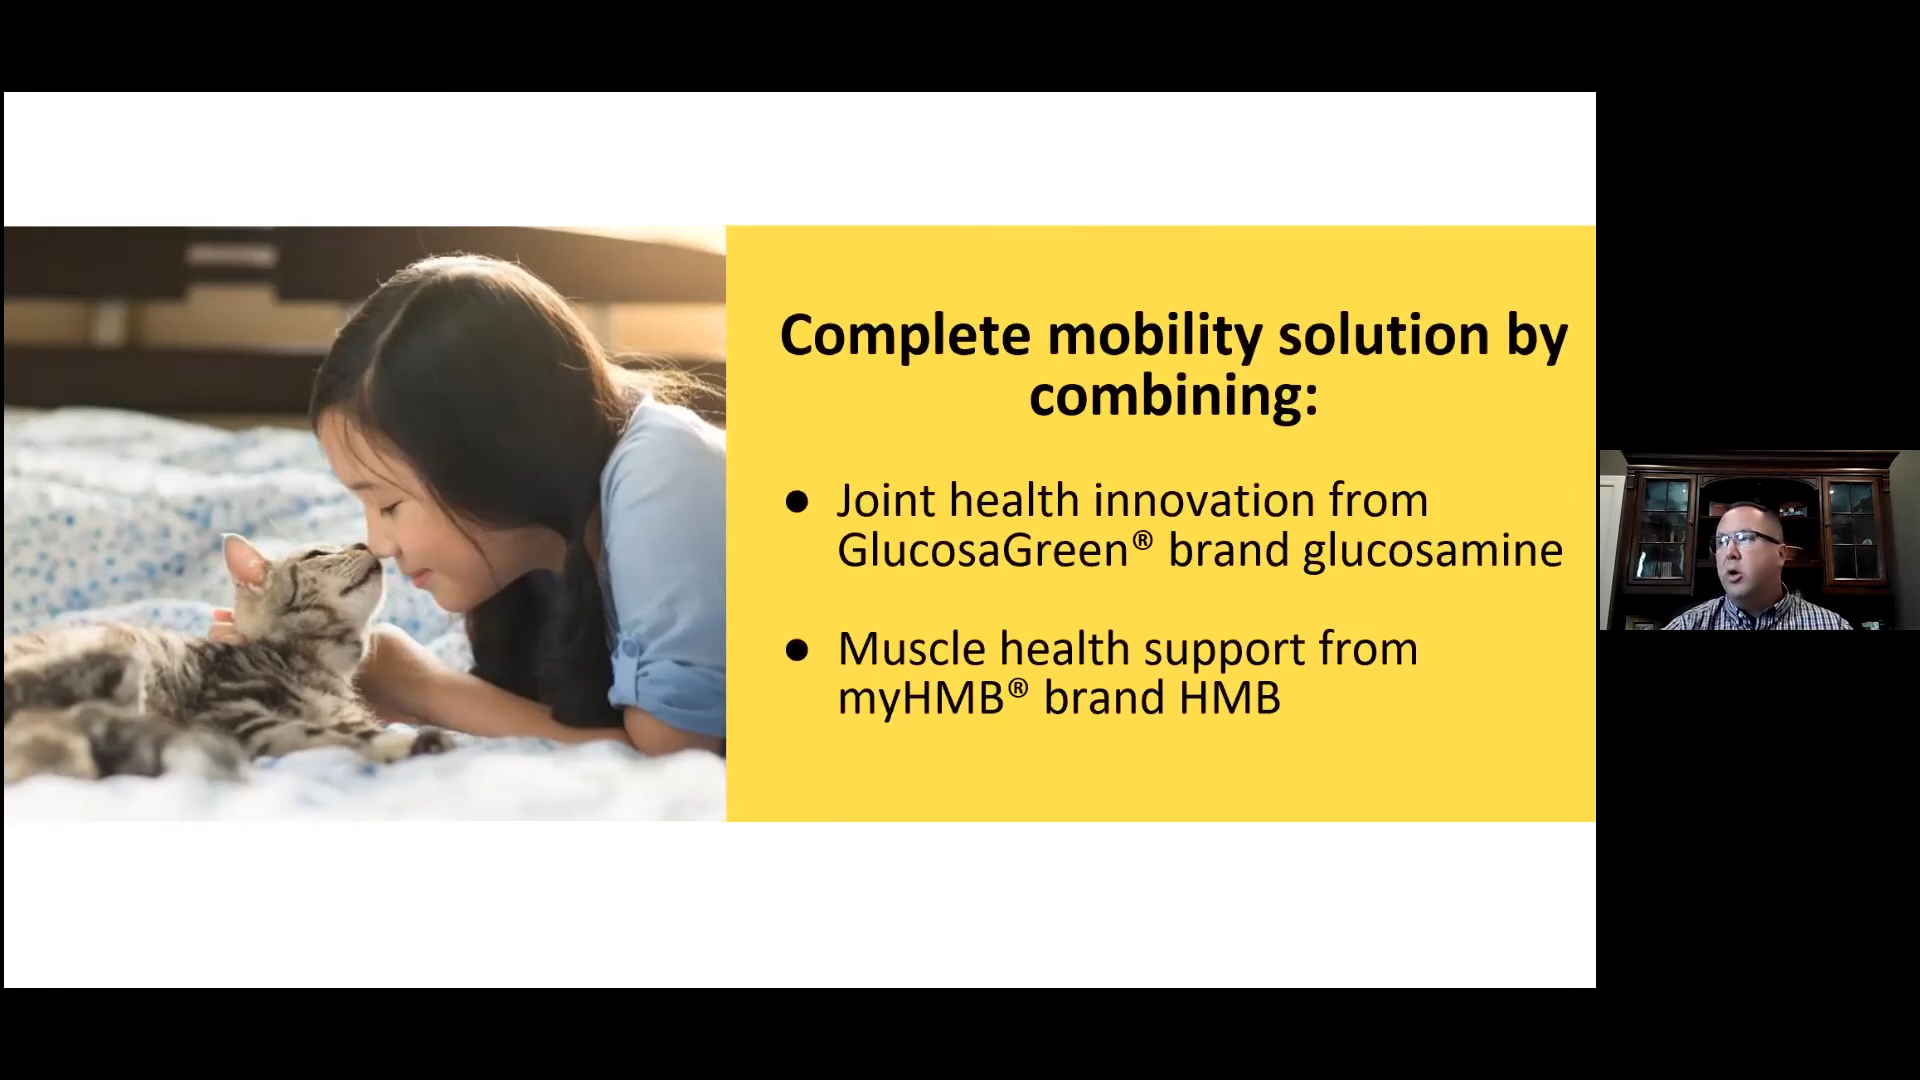 Complete mobility solution by
combining:
● Joint health innovation from
GlucosaGreen® brand glucosamine
● Muscle health support from
myHMB® brand HMB